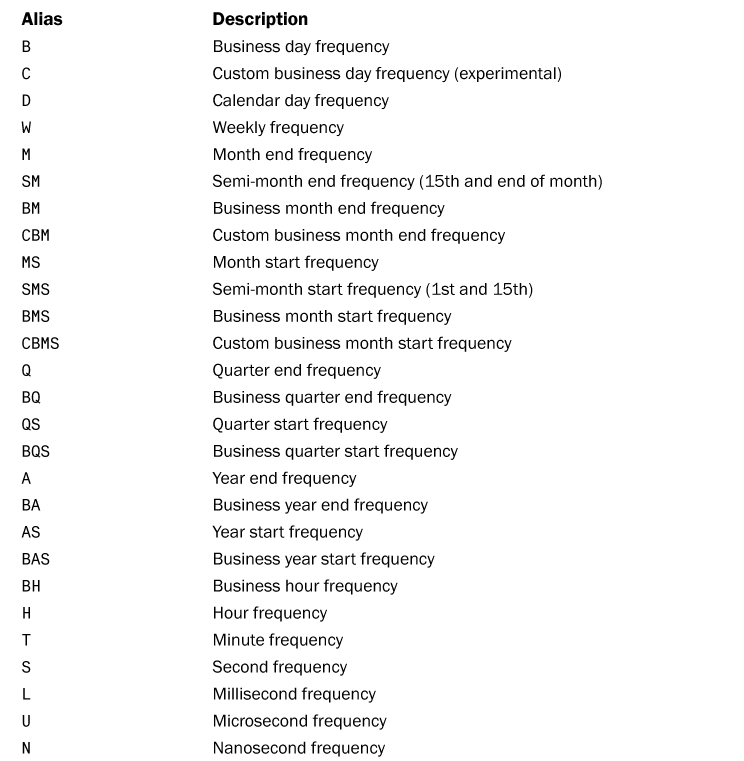 Alias Description
B Business day frequency
C Custom business day frequency (experimental)
D Calendar day frequency
W Weekly frequency
M Month end frequency
SM Semi-month end frequency (15th and end of month)
BM Business month end frequency
CBM Custom business month end frequency
MS Month start frequency
SMS Semi-month start frequency (1st and 15th)
BMS Business month start frequency
CBMS Custom business month start frequency
Q Quarter end frequency
BQ Business quarter end frequency
QS Quarter start frequency
BQS Business quarter start frequency
A Year end frequency
BA Business year end frequency
AS Year start frequency
BAS Business year start frequency
BH Business hour frequency
H Hour frequency
T Minute frequency
S Second frequency
L Millisecond frequency
U Microsecond frequency
N Nanosecond frequency